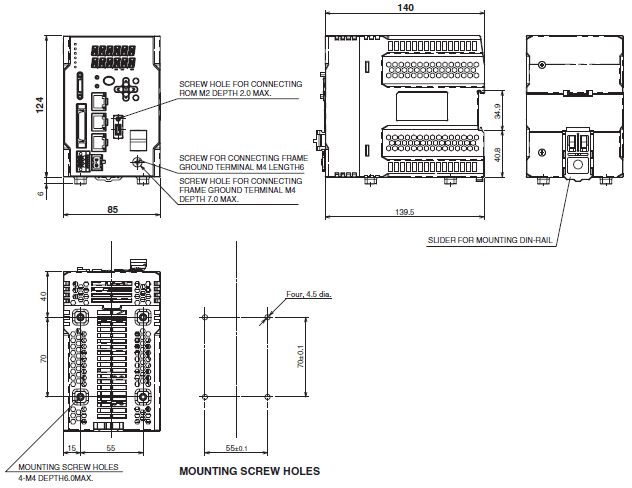 140
124
SCREW HOLE FOR CONNECTING
ROM M2 DEPTH 2.0 MAX.
34.9
SCREW FOR CONNECTING FRAME
GROUND TERMINAL M4 LENGTH6
SCREW HOLE FOR CONNECTING
FRAME GROUND TERMINAL M4
DEPTH 7.0 MAX.
40.8
6
85
139.5
SLIDER FOR MOUNTING DIN-RAIL
40
Four, 4.5 dia.
70
70±0.1
15
55
55±0.1
MOUNTING SCREW HOLES
4-M4 DEPTH6.0MAX.
MOUNTING SCREW HOLES